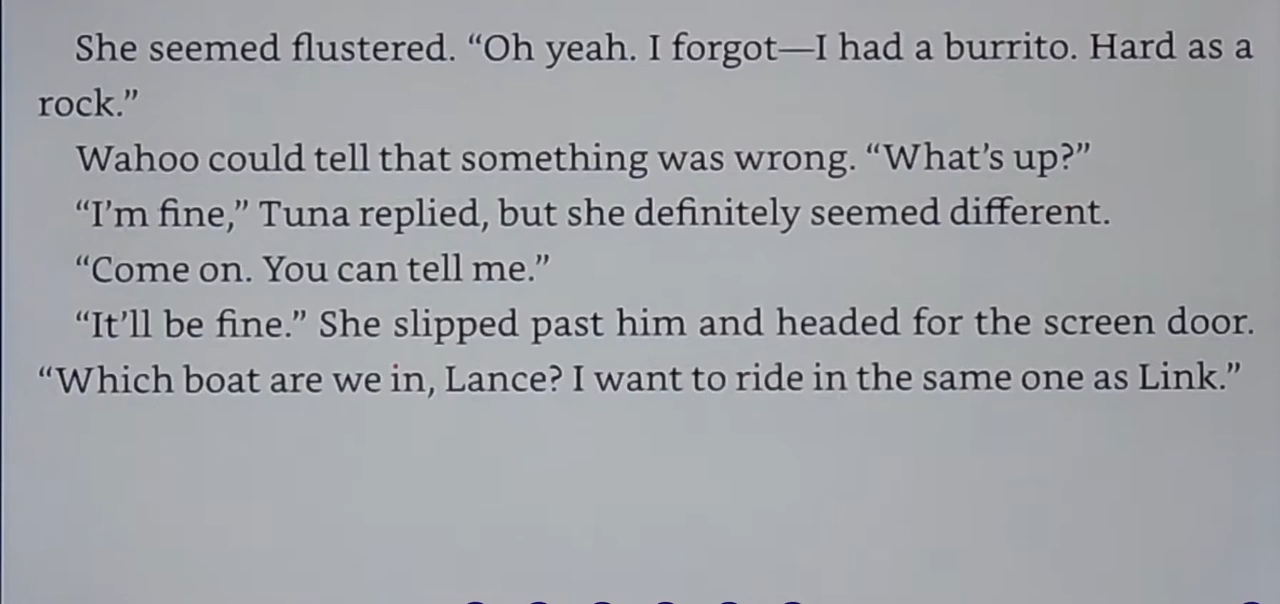 She seemed flustered. “Oh yeah. I forgot—I had a burrito. Hard as a
rock.”
Wahoo could tell that something was wrong. “What’s up?”
“I’m fine,” Tuna replied, but she definitely seemed different.
“Come on. You can tell me.”
“It’ll be fine.” She slipped past him and headed for the screen door.
“Which boat are we in, Lance? I want to ride in the same one as Link.”